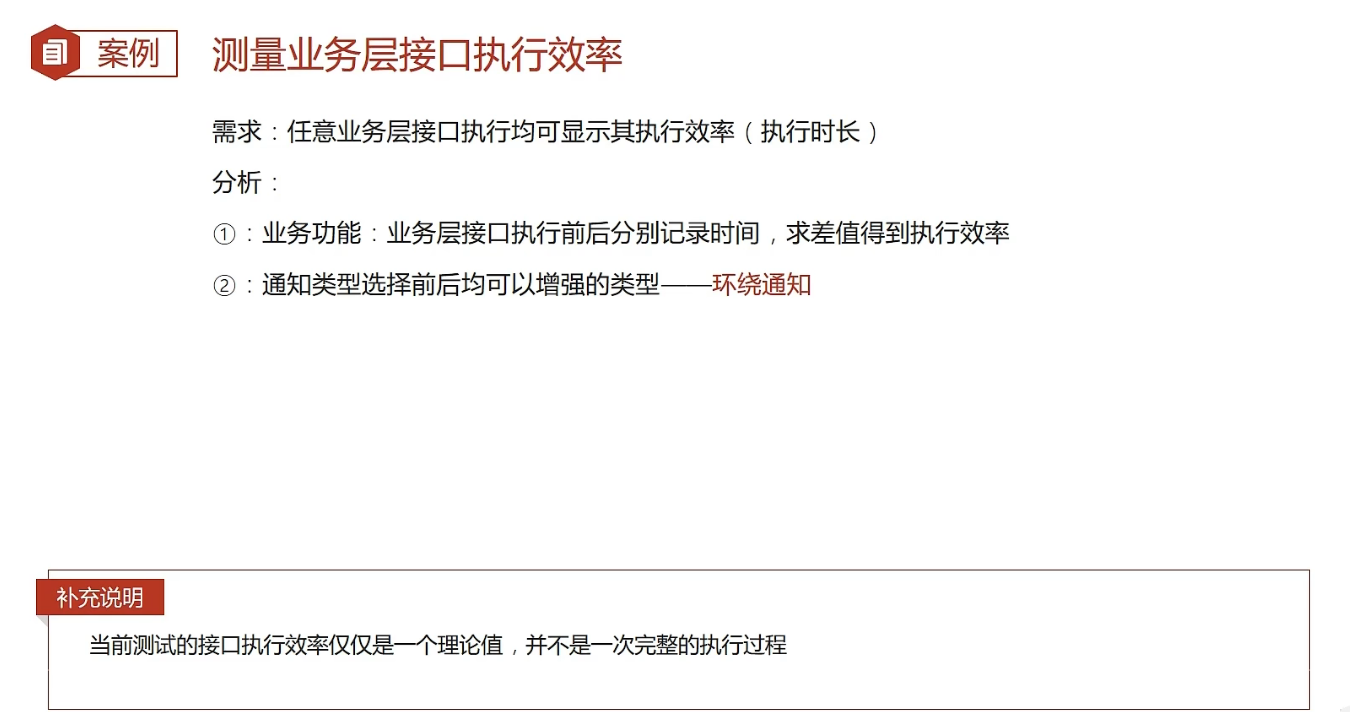 案例
测量业务层接口执行效率
需求：任意业务层接口执行均可显示其执行效率（执行时长）
分析：
①：业务功能：业务层接口执行前后分别记录时间，求差值得到执行效率
②：通知类型选择前后均可以增强的类型——环绕通知
补充说明
当前测试的接口执行效率仅仅是一个理论值，并不是一次完整的执行过程